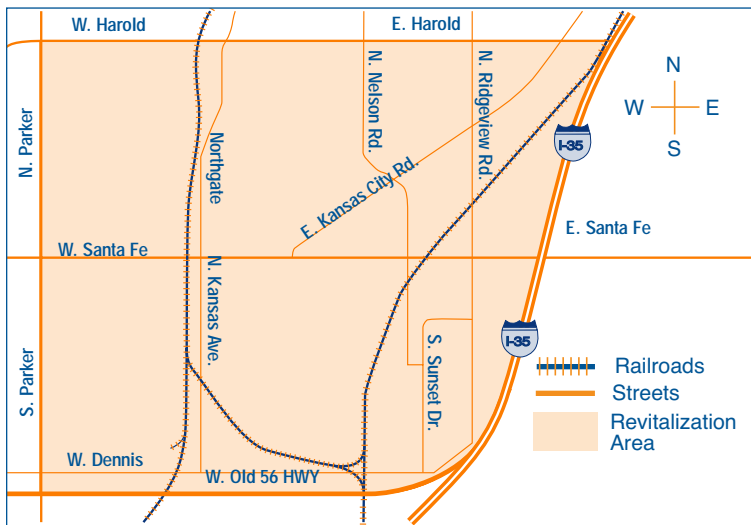 W. Harold
E. Harold
N. Parker
Northgate
N. Nelson Rd.
N. Ridgeview Rd.
N
W E
S
I-35
E. Kansas City Rd.
E. Santa Fe
W. Santa Fe
N. Kansas Ave.
S. Parker
S. Sunset Dr.
I-35
Railroads
Streets
Revitalization
Area
W. Dennis
W. Old 56 HWY